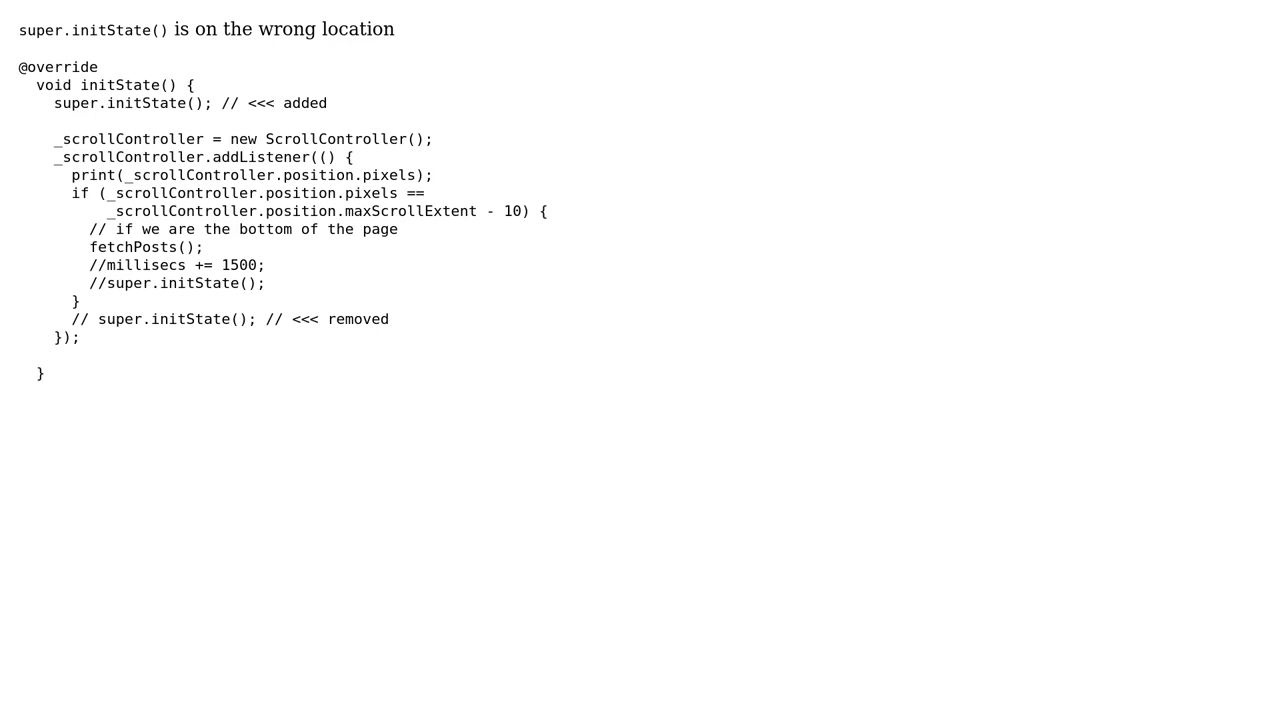 super.initState() is on the wrong location
@override
  void initState() {
    super.initState(); // <<< added
    _scrollController = new ScrollController();
    _scrollController.addListener(() {
      print(_scrollController.position.pixels);
      if (_scrollController.position.pixels ==
          _scrollController.position.maxScrollExtent - 10) {
        // if we are the bottom of the page
        fetchPosts();
        //millisecs += 1500;
        //super.initState();
      }
      // super.initState(); // <<< removed
    });
  }